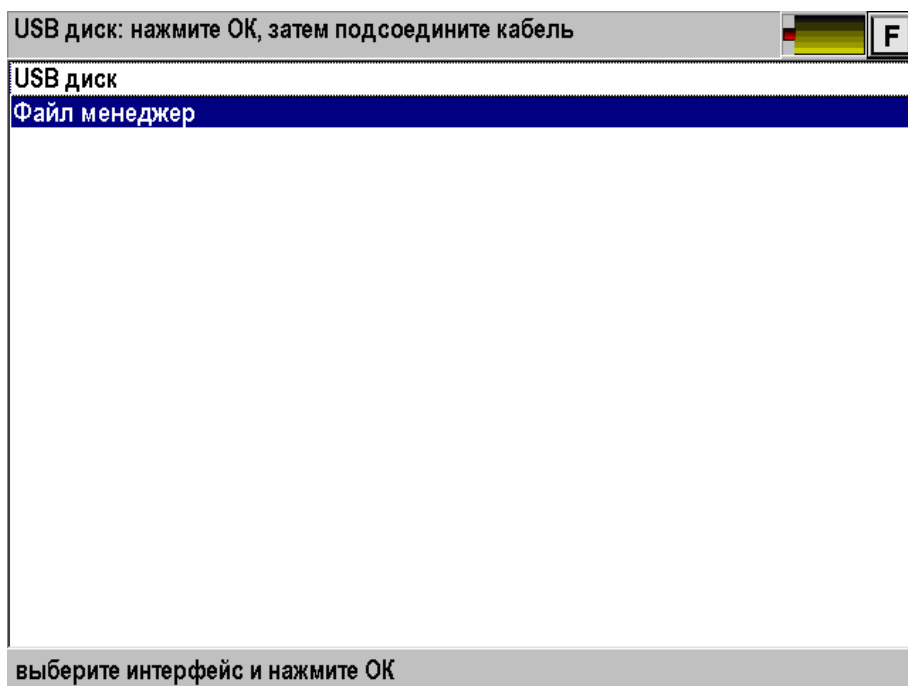 USB диск: нажмите ОК, затем подсоедините кабель
F
USB диск
Файл менеджер
выберите интерфейс и нажмите ОК